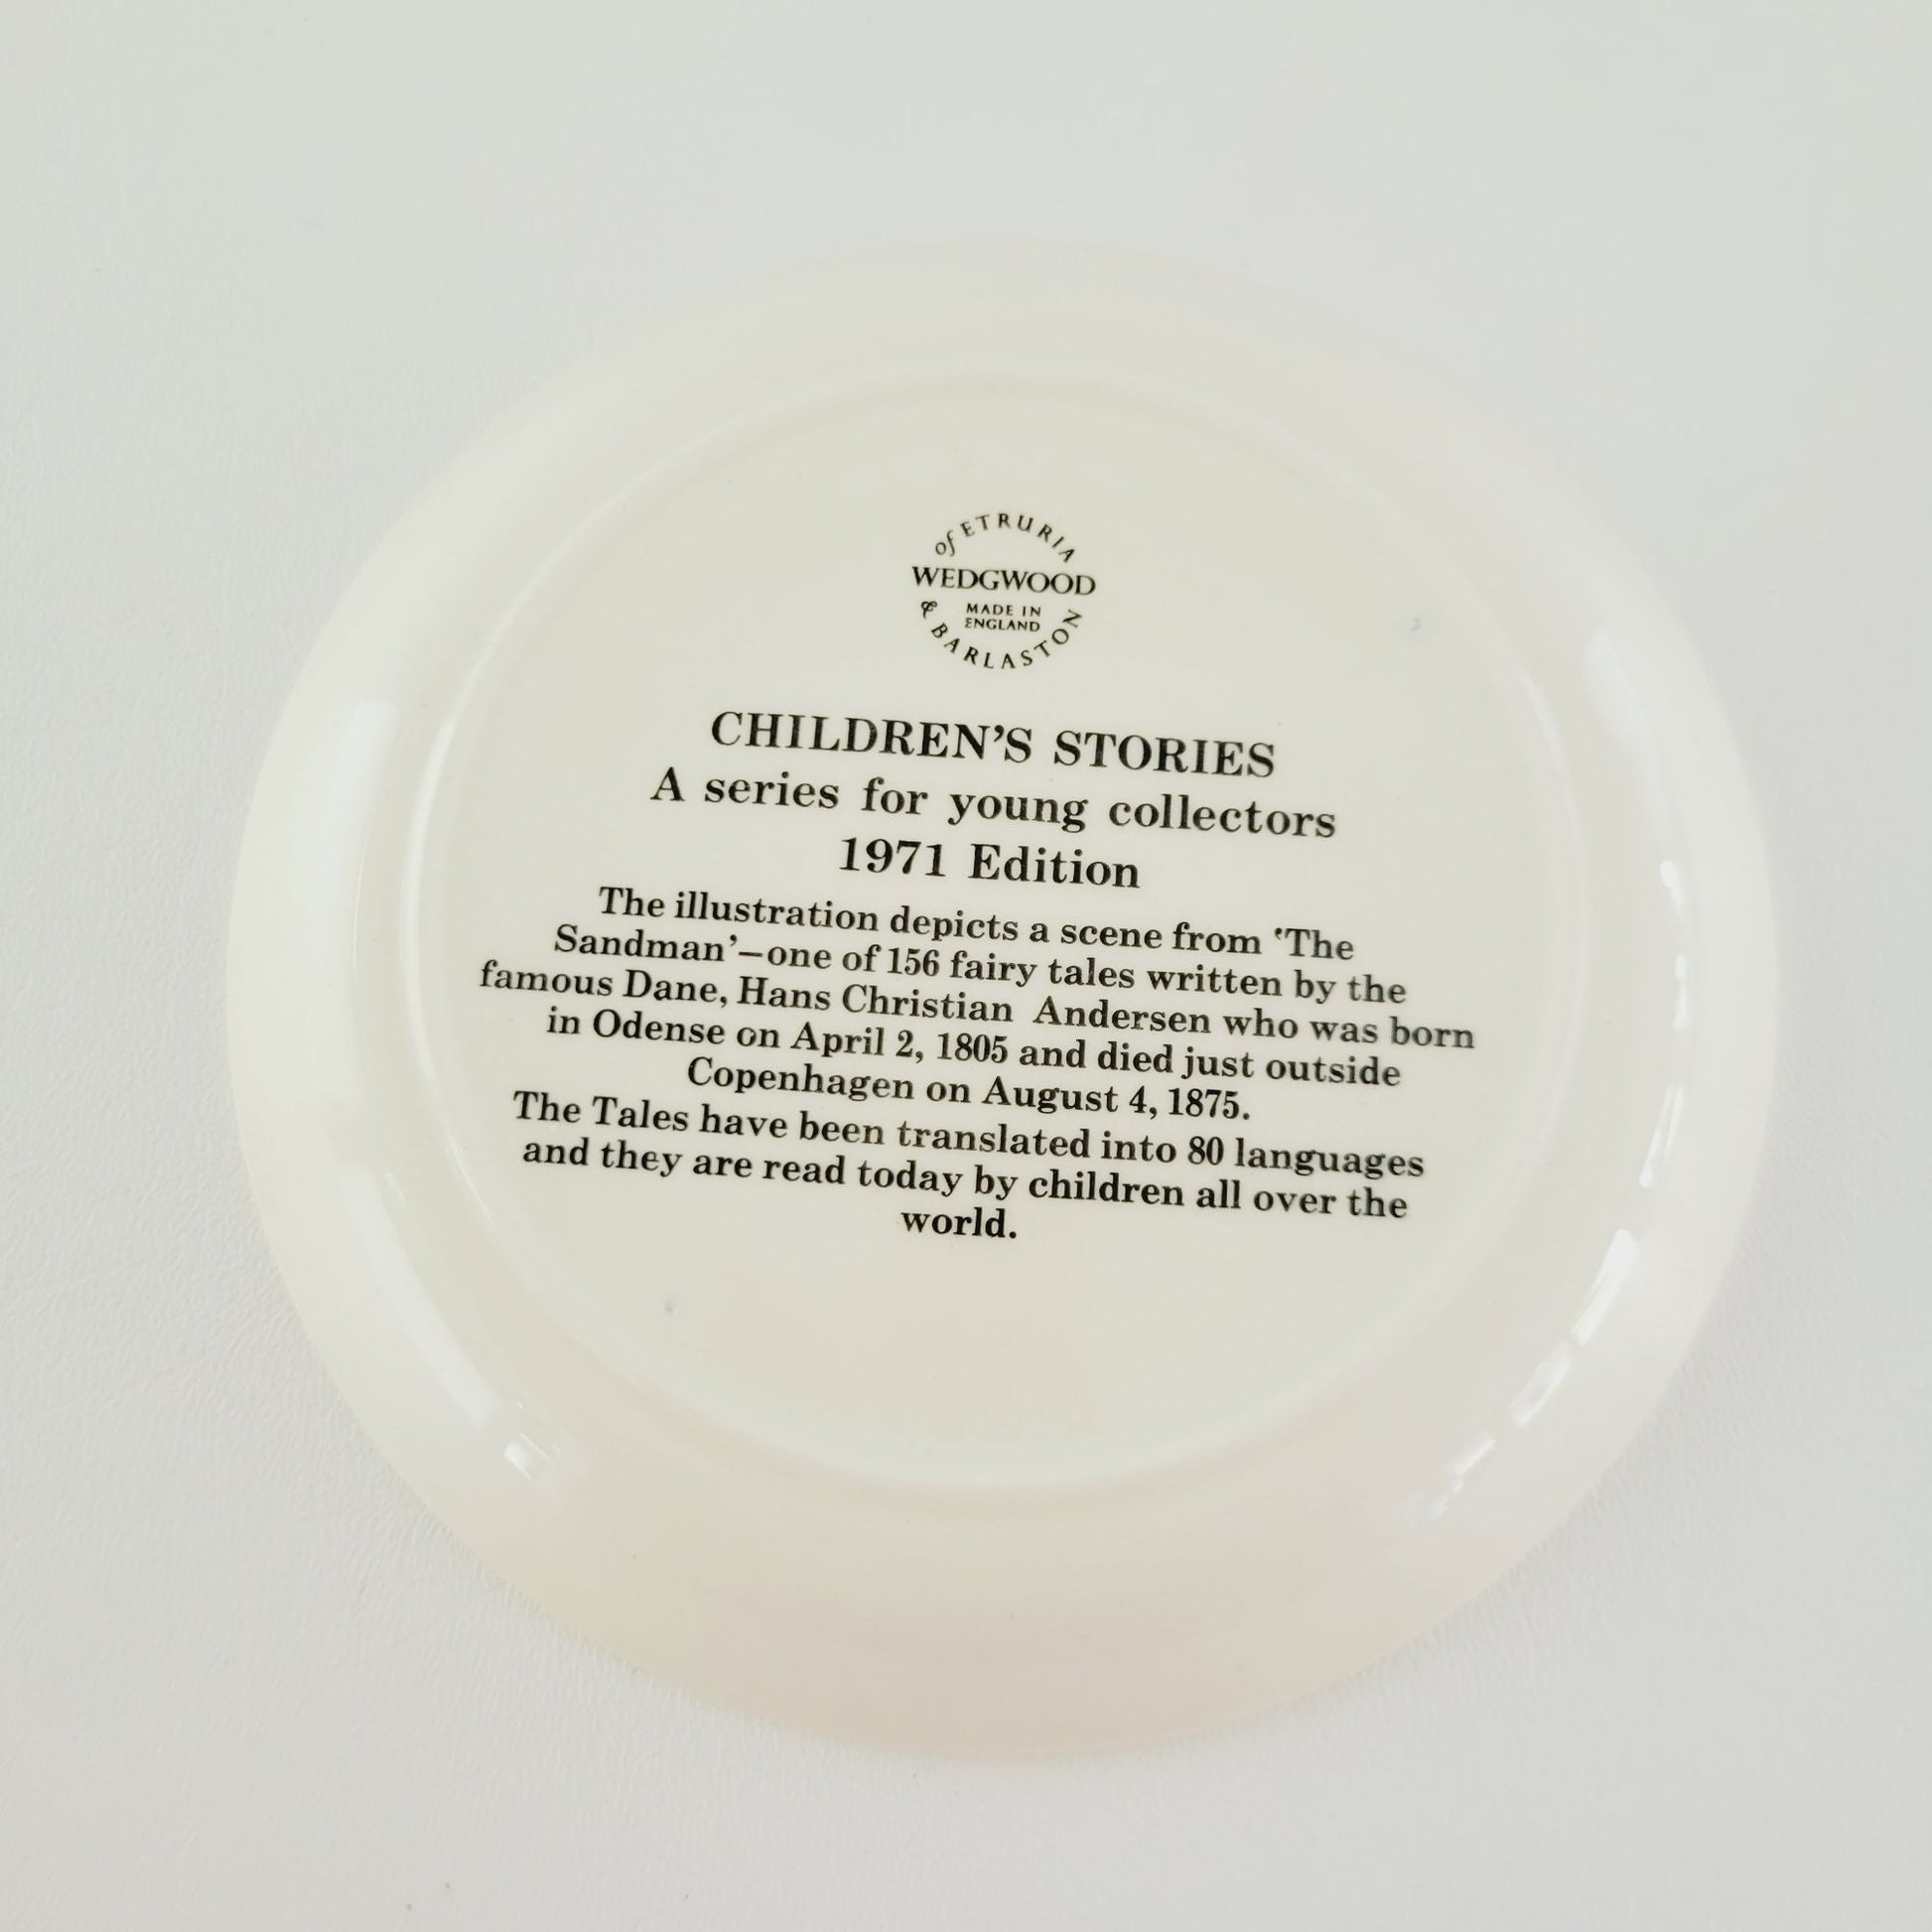 of ETRURIA
WEDGWOOD
MADE IN
ENGLAND
& BARLASTON
CHILDREN'S STORIES
A series for young collectors
1971 Edition
The illustration depicts a scene from ‛The
Sandman’–one of 156 fairy tales written by the
famous Dane, Hans Christian Andersen who was born
in Odense on April 2, 1805 and died just outside
Copenhagen on August 4, 1875.
The Tales have been translated into 80 languages
and they are read today by children all over the
world.